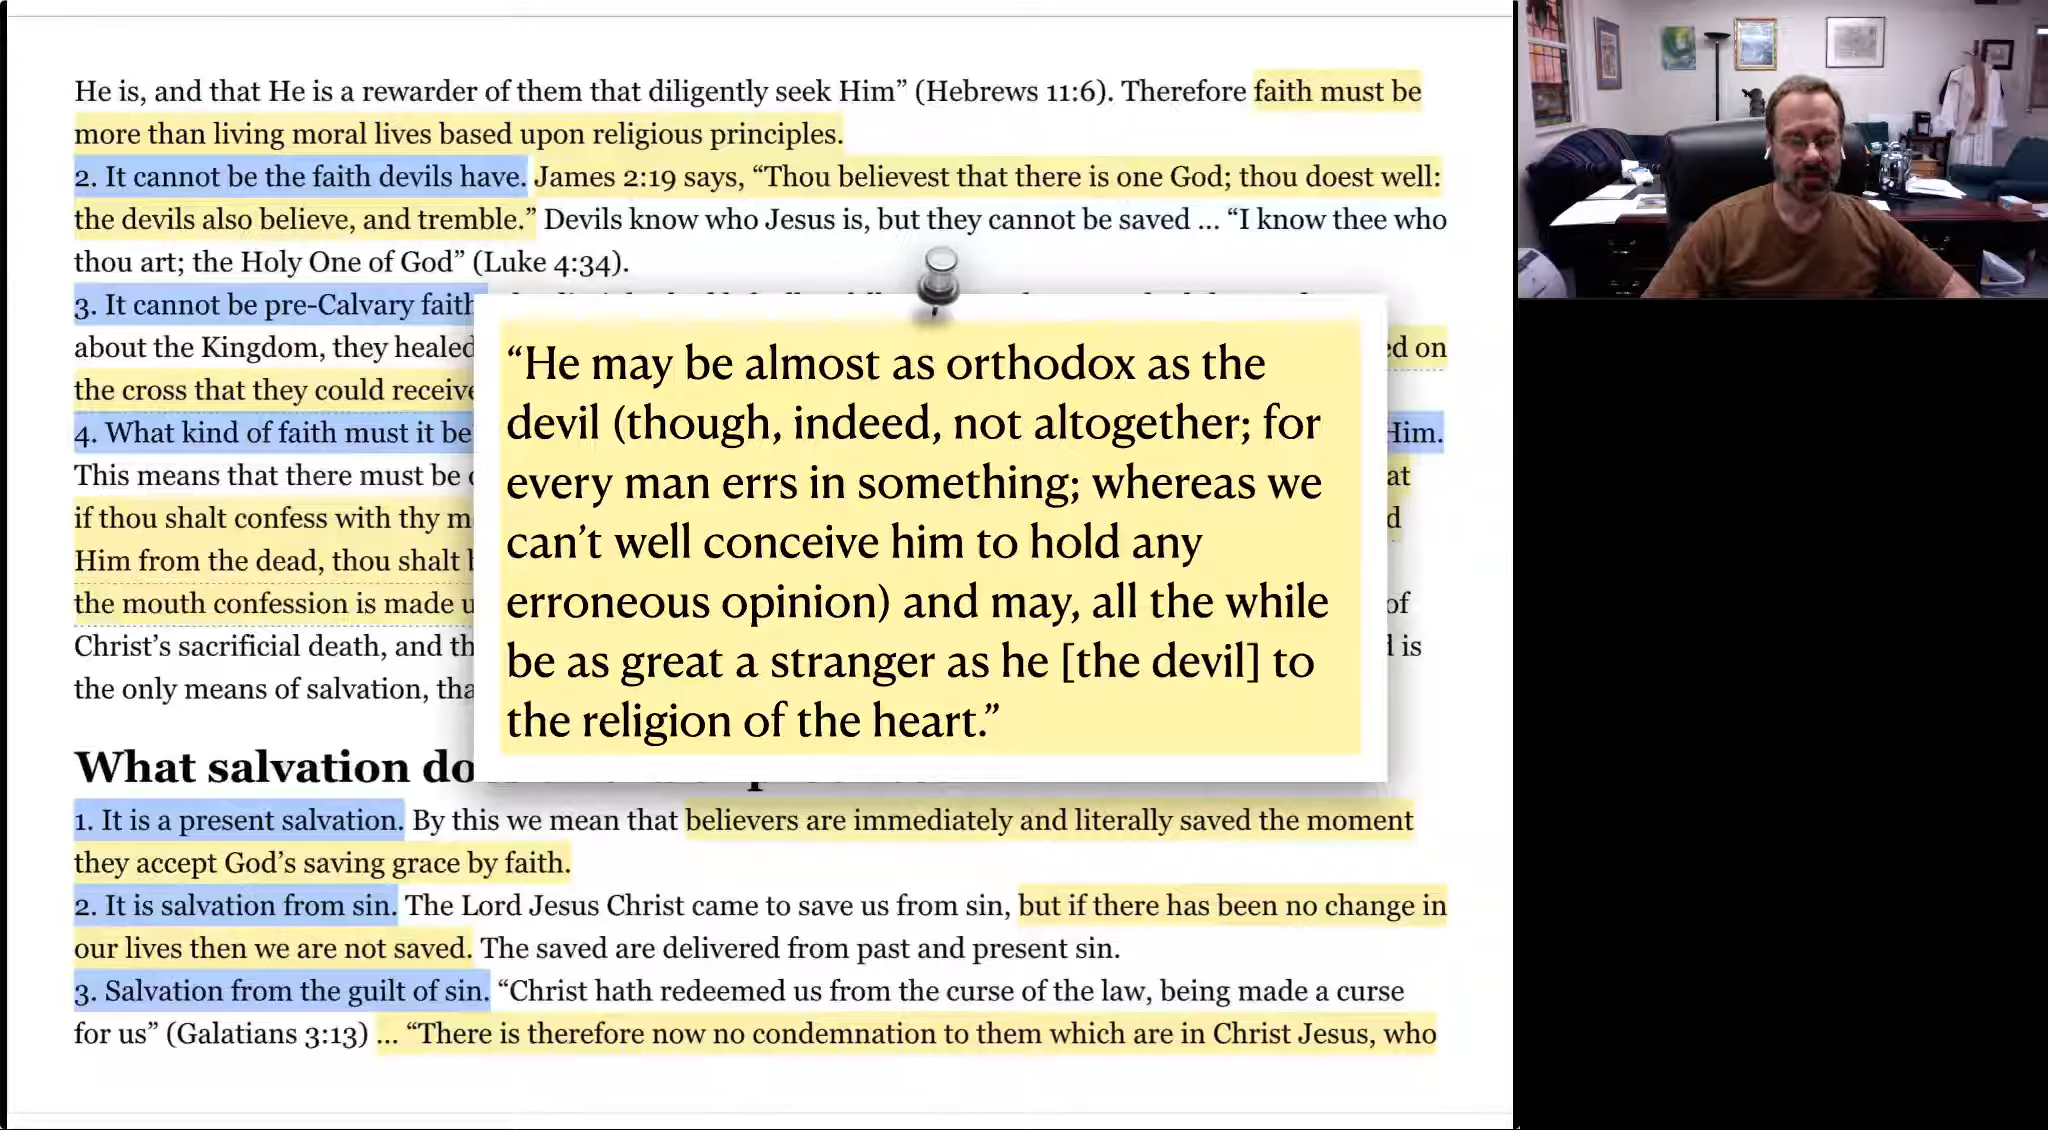 He is, and that He is a rewarder of them that diligently seek Him” (Hebrews 11:6). Therefore faith must be
more than living moral lives based upon religious principles.
2. It cannot be the faith devils have. James 2:19 says, “Thou believest that there is one God; thou doest well:
the devils also believe, and tremble.” Devils know who Jesus is, but they cannot be saved ... “I know thee who
thou art; the Holy One of God” (Luke 4:34).
3. It cannot be pre-Calvary faith
about the Kingdom, they healed ed on
the cross that they could receive
4. What kind of faith must it be Him.
This means that there must be at
if thou shalt confess with thy d
Him from the dead, thou shalt
the mouth confession is made of
Christ’s sacrificial death, and is
the only means of salvation,
“He may be almost as orthodox as the
devil (though, indeed, not altogether; for
every man errs in something; whereas we
can’t well conceive him to hold any
erroneous opinion) and may, all the while
be as great a stranger as he [the devil] to
the religion of the heart.”
What salvation
1. It is a present salvation. By this we mean that believers are immediately and literally saved the moment
they accept God’s saving grace by faith.
2. It is salvation from sin. The Lord Jesus Christ came to save us from sin, but if there has been no change in
our lives then we are not saved. The saved are delivered from past and present sin.
3. Salvation from the guilt of sin. “Christ hath redeemed us from the curse of the law, being made a curse
for us” (Galatians 3:13) ... “There is therefore now no condemnation to them which are in Christ Jesus, who